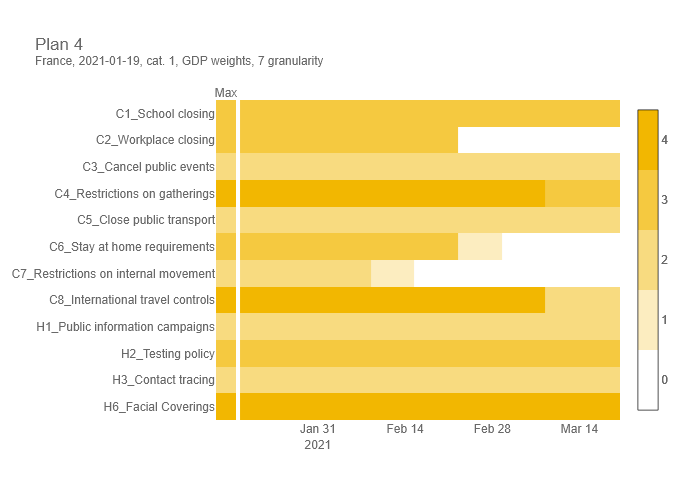 Plan 4
France, 2021-01-19, cat. 1, GDP weights, 7 granularity
Max
C1_School closing
C2_Workplace closing
C3_Cancel public events
C4_Restrictions on gatherings
C5_Close public transport
C6_Stay at home requirements
C7_Restrictions on internal movement
C8_International travel controls
H1_Public information campaigns
H2_Testing policy
H3_Contact tracing
H6_Facial Coverings
Jan 31 Feb 14 Feb 28 Mar 14
2021
4
3
2
1
0